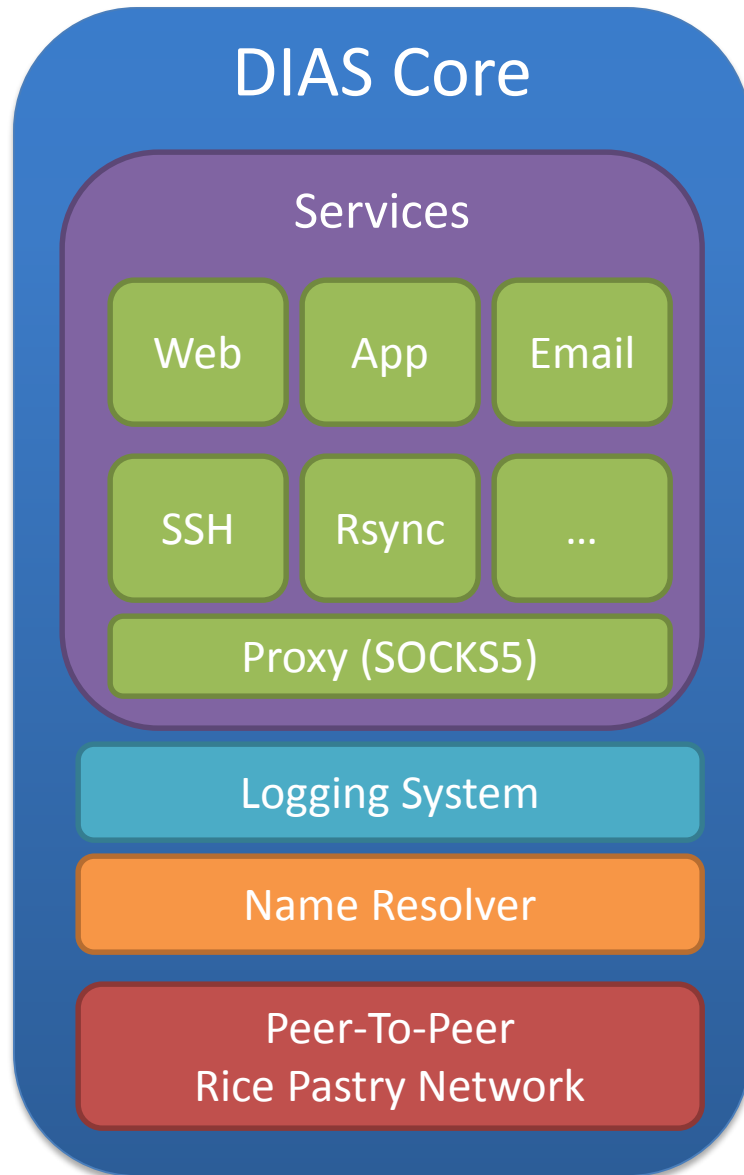 DIAS Core
Services
Web App Email
SSH Rsync ...
Proxy (SOCKS5)
Logging System
Name Resolver
Peer-To-Peer
Rice Pastry Network